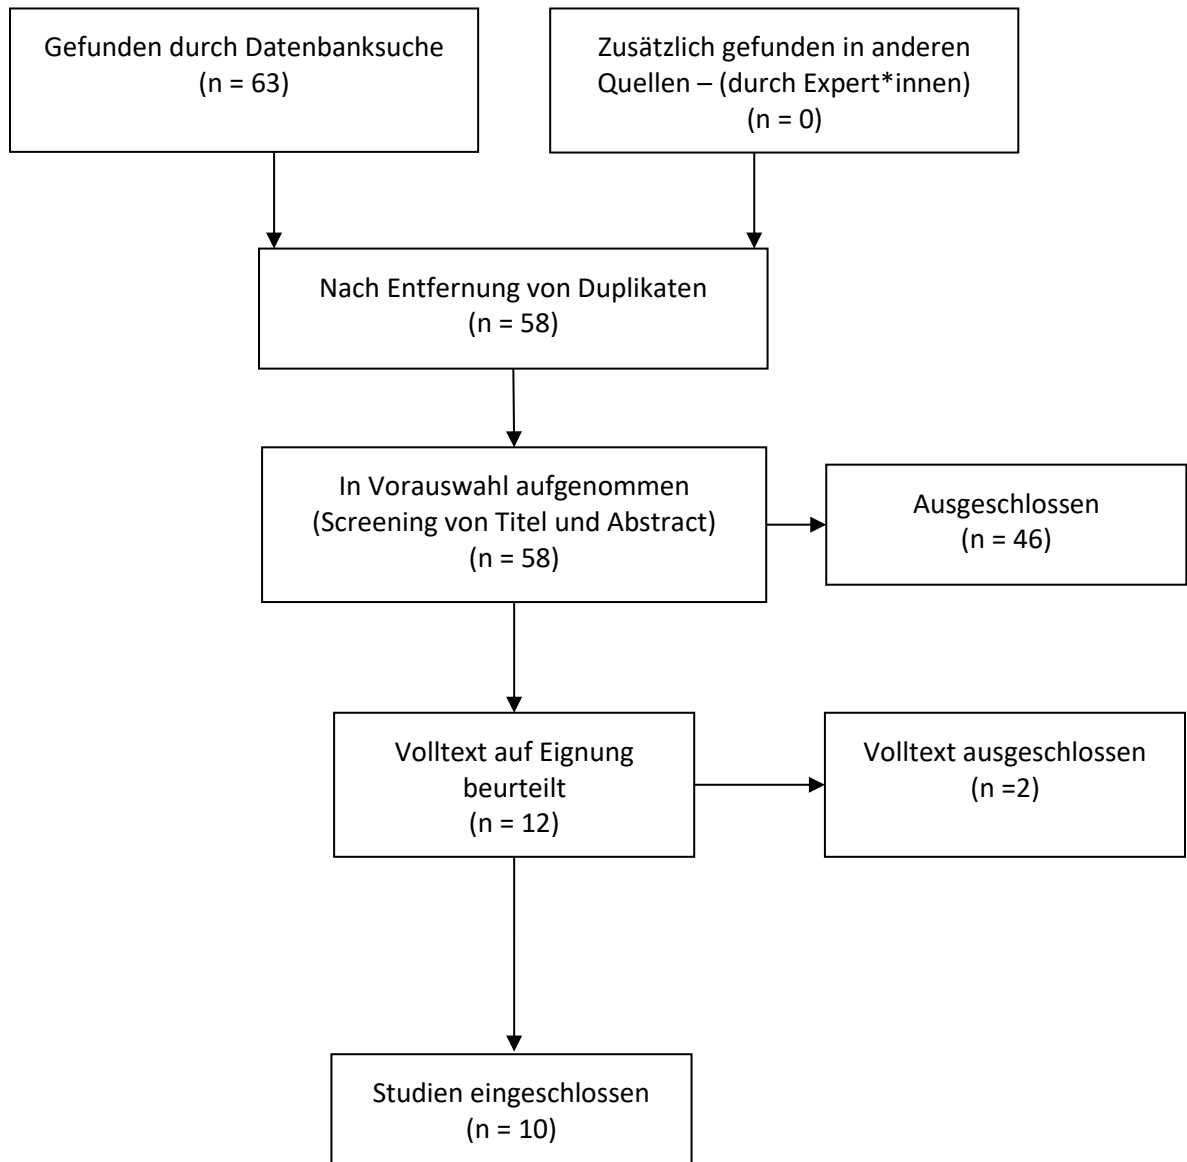 Gefunden durch Datenbanksuche
(n = 63)
Zusätzlich gefunden in anderen
Quellen – (durch Expert*innen)
(n = 0)
Nach Entfernung von Duplikaten
(n = 58)
In Vorauswahl aufgenommen
(Screening von Titel und Abstract)
(n = 58)
Ausgeschlossen
(n = 46)
Volltext auf Eignung
beurteilt
(n = 12)
Volltext ausgeschlossen
(n =2)
Studien eingeschlossen
(n = 10)